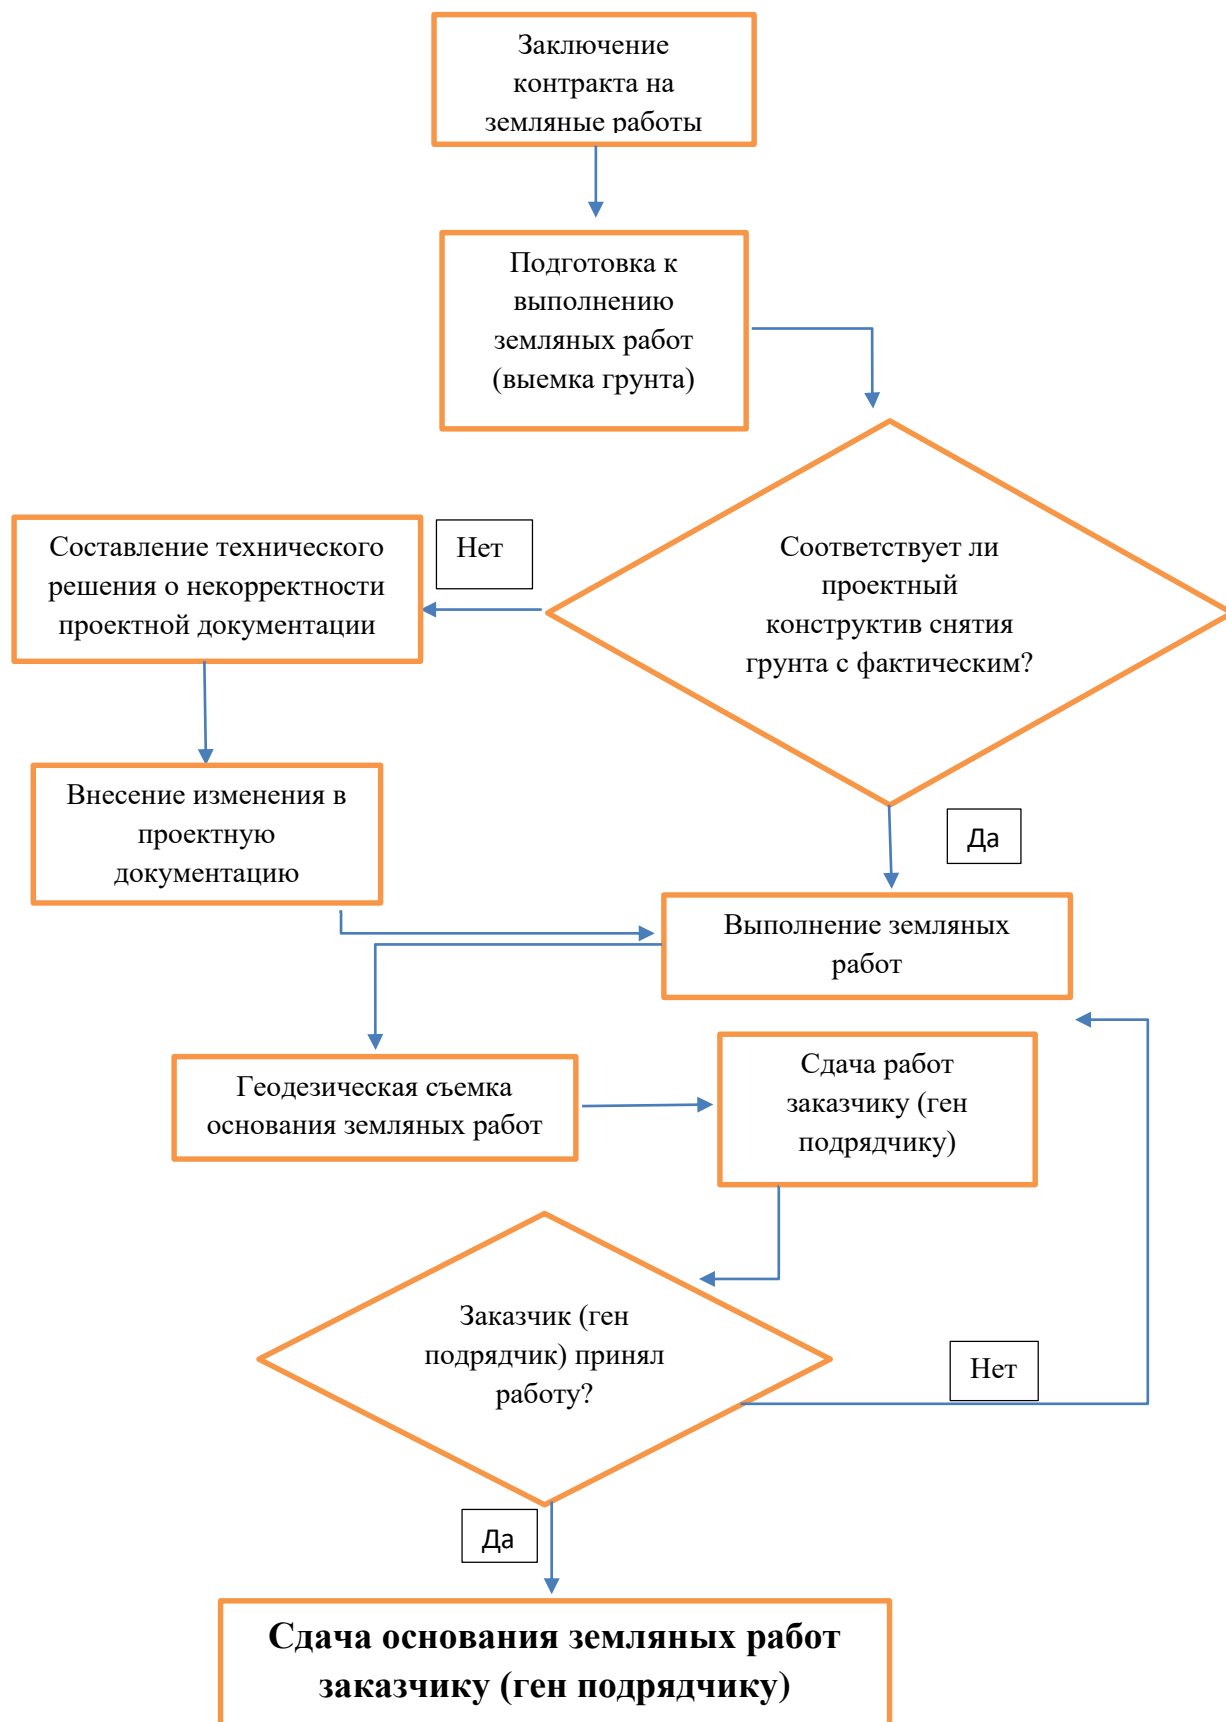 Заключение
контракта на
земляные работы
Подготовка к
выполнению
земляных работ
(выемка грунта)
Соответствует ли
проектный
конструктив снятия
грунта с фактическим?
Нет
Составление технического
решения о некорректности
проектной документации
Внесение изменения в
проектную
документацию
Да
Выполнение земляных
работ
Геодезическая съемка
основания земляных работ
Сдача работ
заказчику (ген
подрядчику)
Заказчик (ген
подрядчик) принял
работу?
Нет
Да
Сдача основания земляных работ
заказчику (ген подрядчику)